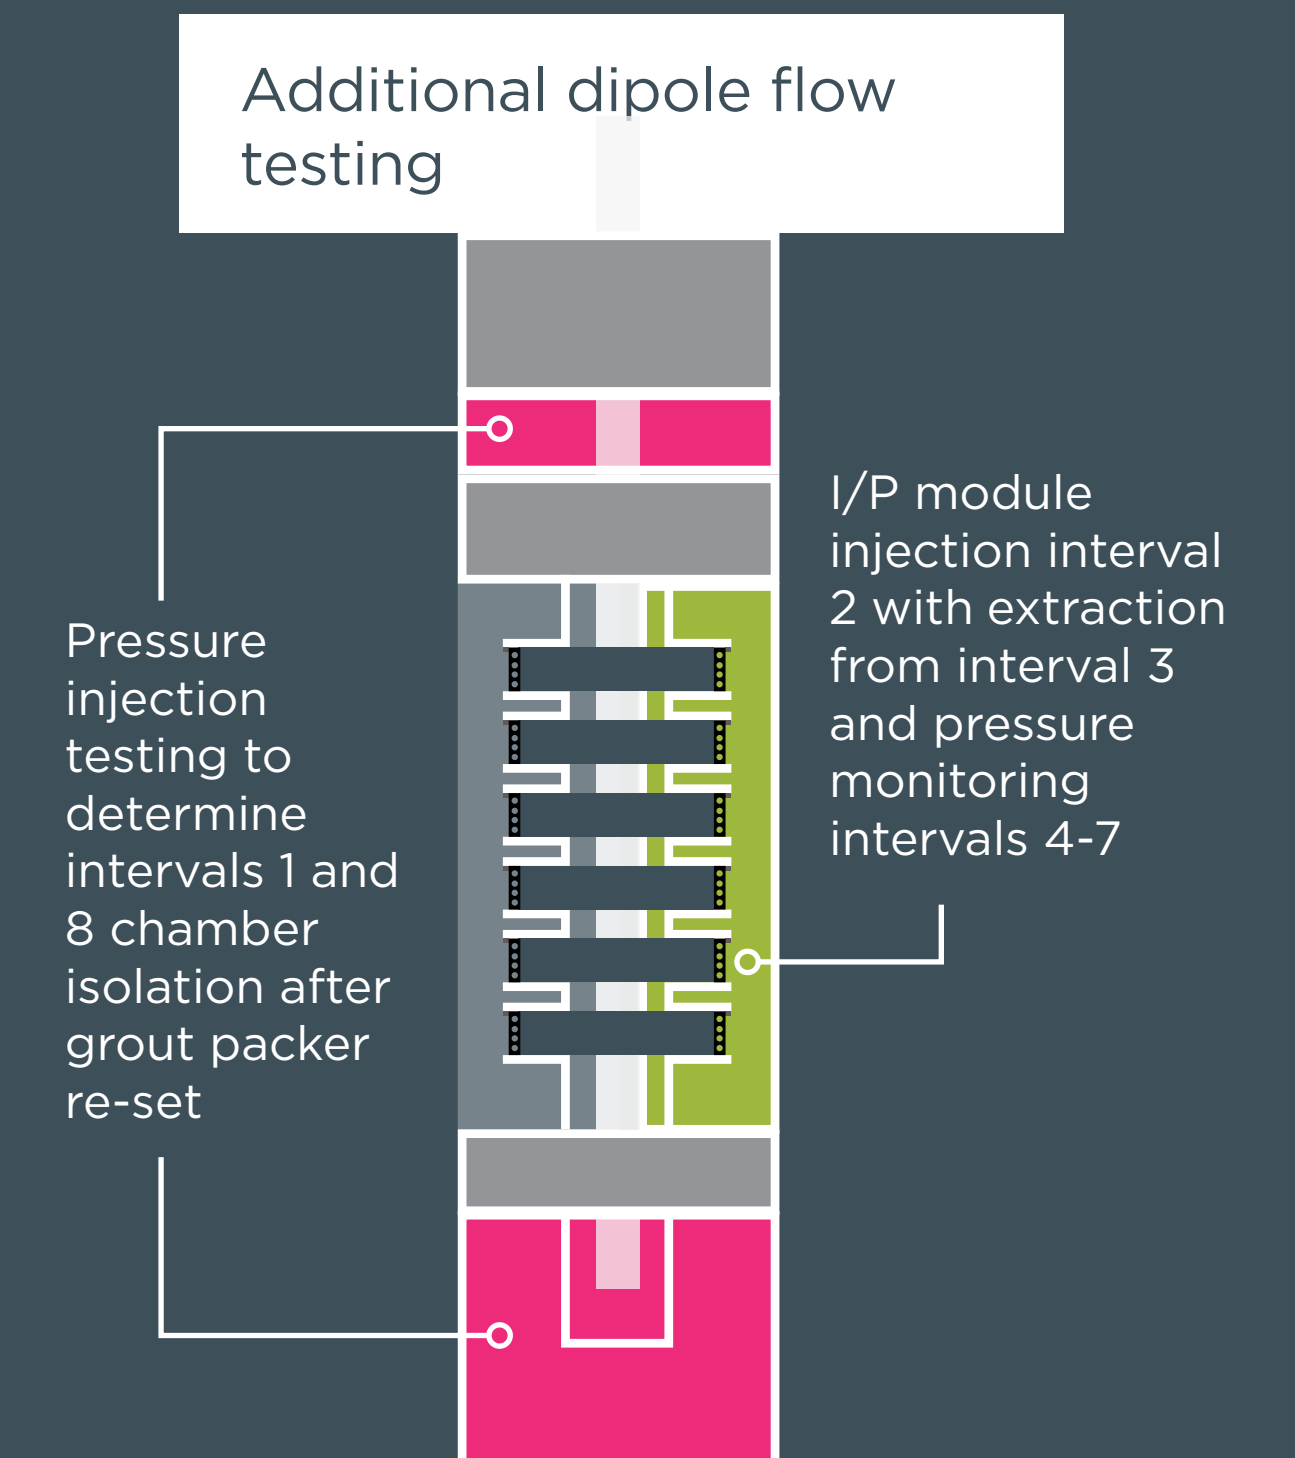 Additional dipole flow
testing
Pressure
injection
testing to
determine
intervals 1 and
8 chamber
isolation after
grout packer
re-set
I/P module
injection interval
2 with extraction
from interval 3
and pressure
monitoring
intervals 4-7